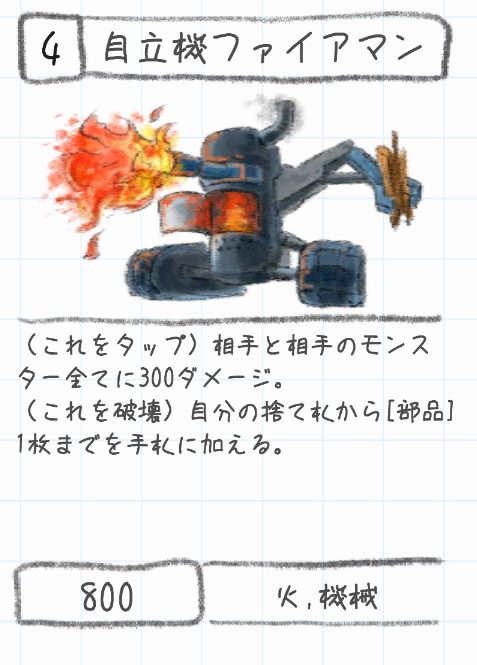 4 自立機ファイアマン
（これをタップ）相手と相手のモンス
ター全てに300ダメージ。
（これを破壊）自分の捨て札から[部品]
1枚までを手札に加える。
800
火,機械